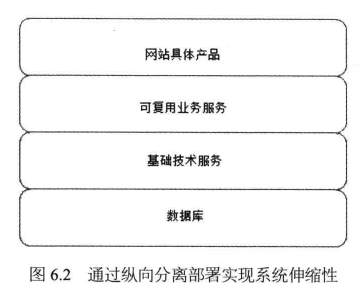 网站具体产品
可复用业务服务
基础技术服务
数据库
图 6.2 通过纵向分离部署实现系统伸缩性